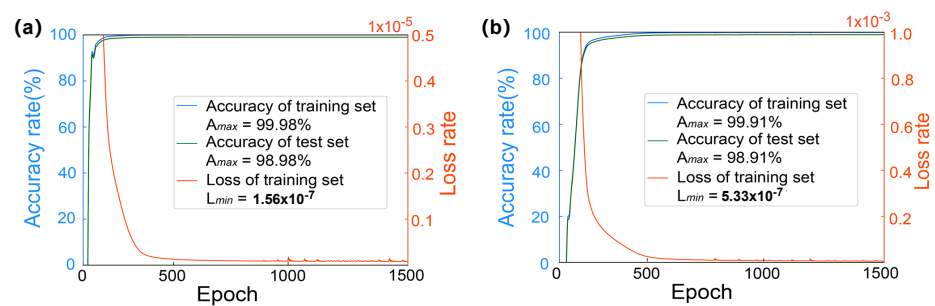 (a)
1x10-5
100
80
60
40
20
0
Accuracy rate(%)
Accuracy of training set
Amax = 99.98%
Accuracy of test set
Amax = 98.98%
Loss of training set
Lmin = 1.56x10-7
0.5
0.4
0.3
0.2
0.1
0
Loss rate
0
500
1000
1500
Epoch
(b)
1x10-3
100
80
60
40
20
0
Accuracy rate(%)
Accuracy of training set
Amax = 99.91%
Accuracy of test set
Amax = 98.91%
Loss of training set
Lmin = 5.33x10-7
1.0
0.8
0.6
0.4
0.2
Loss rate
0
500
1000
1500
Epoch